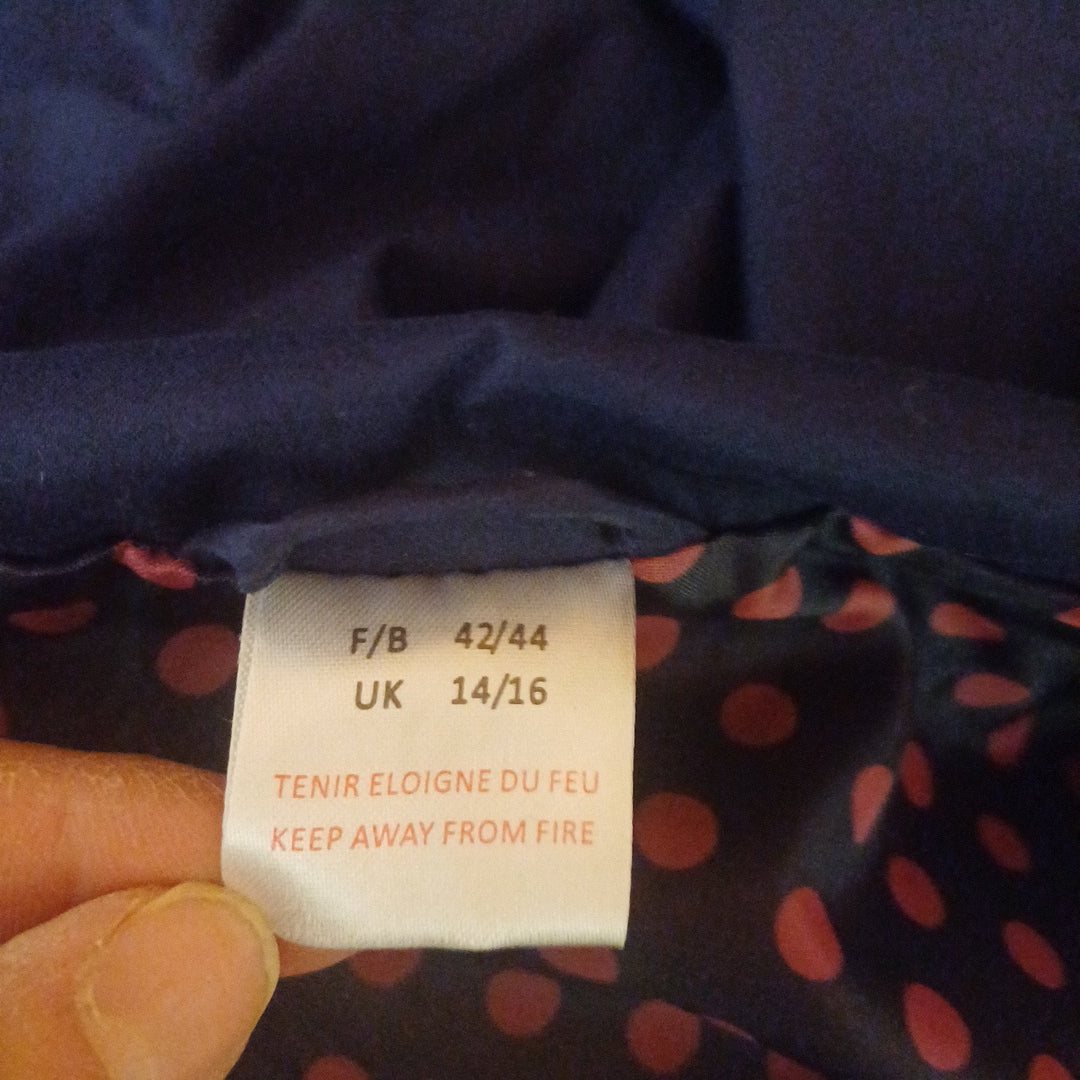 F/B 42/44
UK 14/16
TENIR ELOIGNE DU FEU
KEEP AWAY FROM FIRE